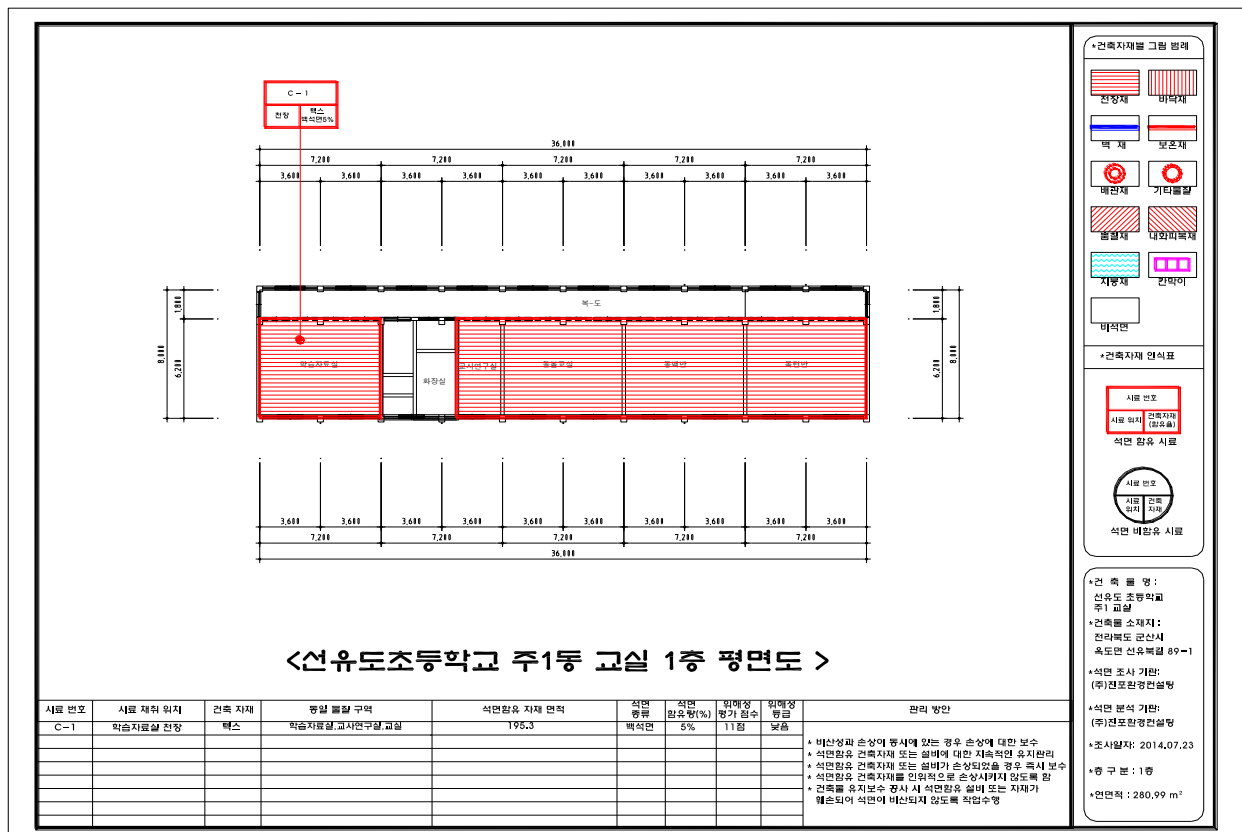 C-1
천장
텍스
백석면5%
36,000
7,200 7,200 7,200 7,200 7,200
3,600 3,600 3,600 3,600 3,600 3,600 3,600 3,600 3,600 3,600
복-도
1,800
6,200
8,000
1,800
6,200
8,000
학습자료실
화장실
교사연구실
3,600 3,600 3,600 3,600 3,600 3,600 3,600 3,600 3,600 3,600
7,200 7,200 7,200 7,200 7,200
36,000
<선유도초등학교 주1동 교실 1층 평면도 >
시료 번호 시료 채취 위치 건축 자재 동일 물질 구역 석면함유 자재 면적 석면 종류 석면 함유량(%) 위해성 평가 점수 위해성 등급 관리 방안
C-1 학습자료실 천장 텍스 학습자료실,교사연구실,교실 195.3 백석면 5% 11점 낮음
* 비산성과 손상이 동시에 있는 경우 손상에 대한 보수
* 석면함유 건축자재 또는 설비에 대한 지속적인 유지관리
* 석면함유 건축자재 또는 설비가 손상되었을 경우 즉시 보수
* 석면함유 건축자재를 인위적으로 손상시키지 않도록 함
* 건축물 유지보수 공사 시 석면함유 설비 또는 자재가
훼손되어 석면이 비산되지 않도록 작업수행
*건축자재별 그림 범례
천장재 바닥재
벽 재 보온재
배관재 기타물질
뿜칠재 내화피복재
지붕재 칸막이
비석면
*건축자재 인식표
시료 번호
시료 위치
건축자재
(함유율)
석면 함유 시료
시료 번호
시료 위치
건축 자재
석면 비함유 시료
*건 축 물 명 :
선유도 초등학교
주1 교실
*건축물 소재지 :
전라북도 군산시
옥도면 선유북길 89-1
*석면 조사 기관:
(주)진포환경컨설팅
*석면 분석 기관:
(주)진포환경컨설팅
*조사일자: 2014.07.23
*층 구 분 : 1층
*연면적 : 280.99 m²